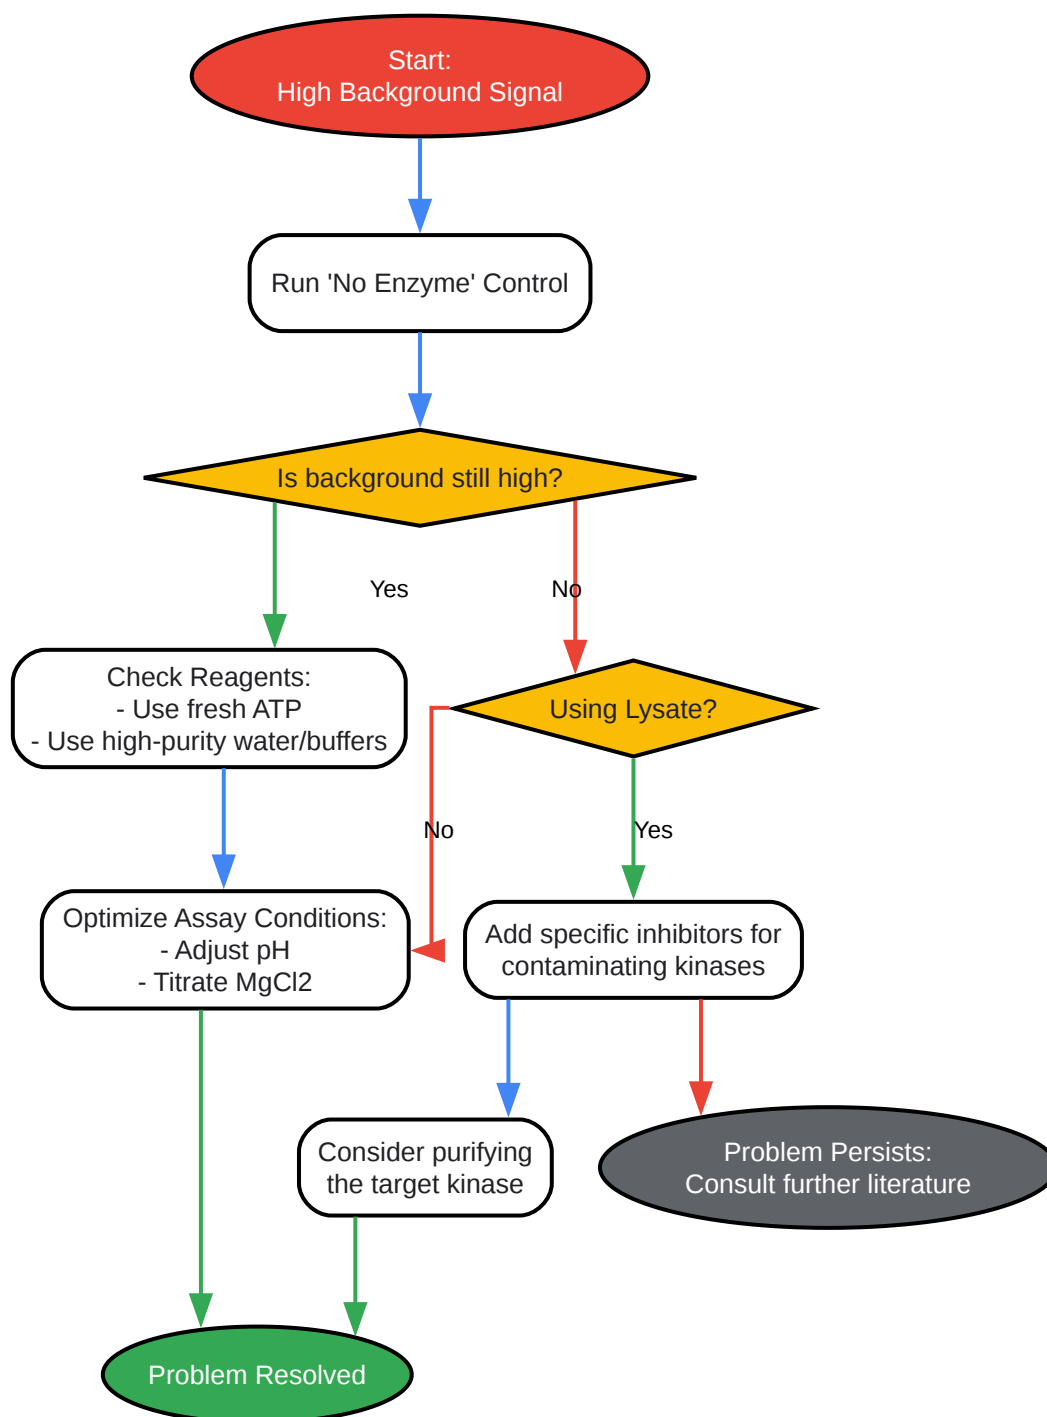 Start:
High Background Signal
Run 'No Enzyme' Control
Is background still high?
Yes
No
Check Reagents:
- Use fresh ATP
- Use high-purity water/buffers
Using Lysate?
No
Yes
Optimize Assay Conditions:
- Adjust pH
- Titrate MgCl2
Add specific inhibitors for
contaminating kinases
Consider purifying
the target kinase
Problem Persists:
Consult further literature
Problem Resolved